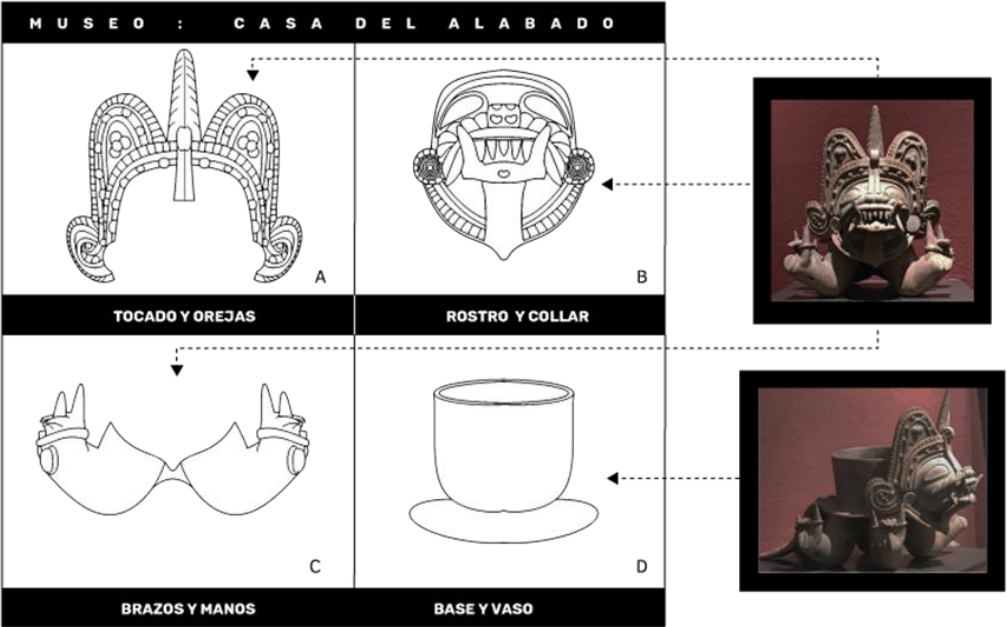 MUSEO : CASA DEL ALABADO
A
B
TOCADO Y OREJAS
ROSTRO Y COLLAR
C
D
BRAZOS Y MANOS
BASE Y VASO